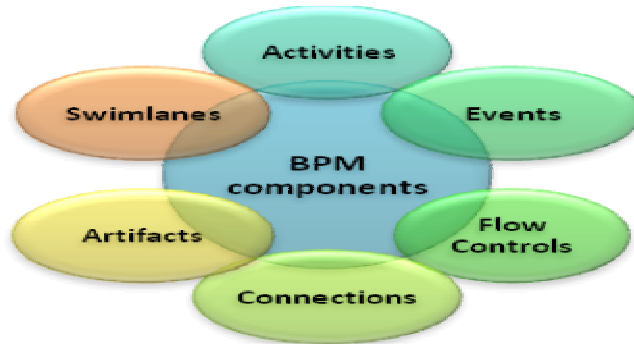 Activities
Swimlanes
Events
BPM
components
Artifacts
Flow
Controls
Connections